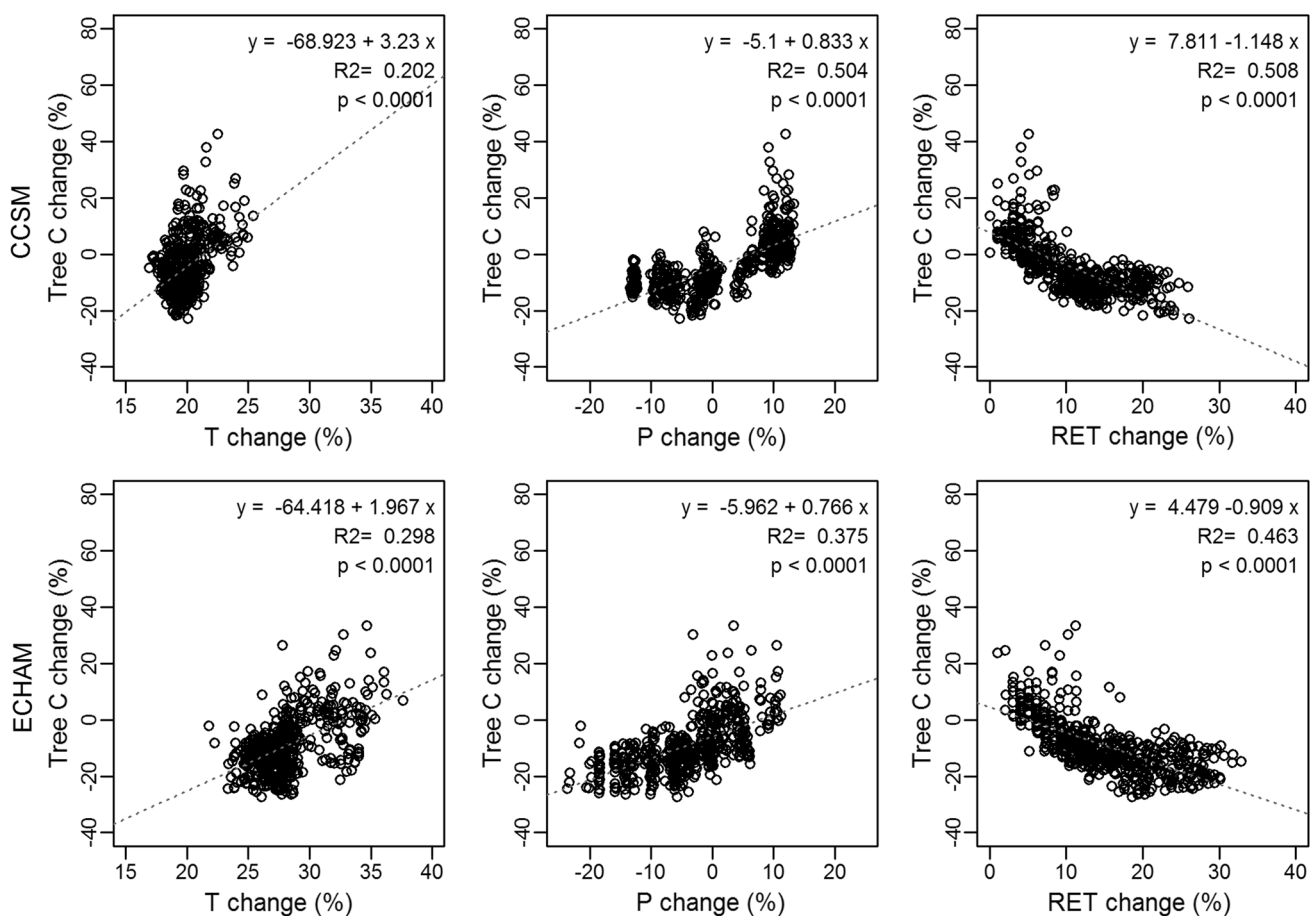 CCSM
Tree C change (%)
80
60
40
20
0
-20
-40
y = -68.923 + 3.23 x
R2= 0.202
p < 0.0001
15 20 25 30 35 40
T change (%)
Tree C change (%)
80
60
40
20
0
-20
-40
y = -5.1 + 0.833 x
R2= 0.504
p < 0.0001
-20 -10 0 10 20
P change (%)
Tree C change (%)
80
60
40
20
0
-20
-40
y = 7.811 -1.148 x
R2= 0.508
p < 0.0001
0 10 20 30 40
RET change (%)
ECHAM
Tree C change (%)
80
60
40
20
0
-20
-40
y = -64.418 + 1.967 x
R2= 0.298
p < 0.0001
15 20 25 30 35 40
T change (%)
Tree C change (%)
80
60
40
20
0
-20
-40
y = -5.962 + 0.766 x
R2= 0.375
p < 0.0001
-20 -10 0 10 20
P change (%)
Tree C change (%)
80
60
40
20
0
-20
-40
y = 4.479 -0.909 x
R2= 0.463
p < 0.0001
0 10 20 30 40
RET change (%)